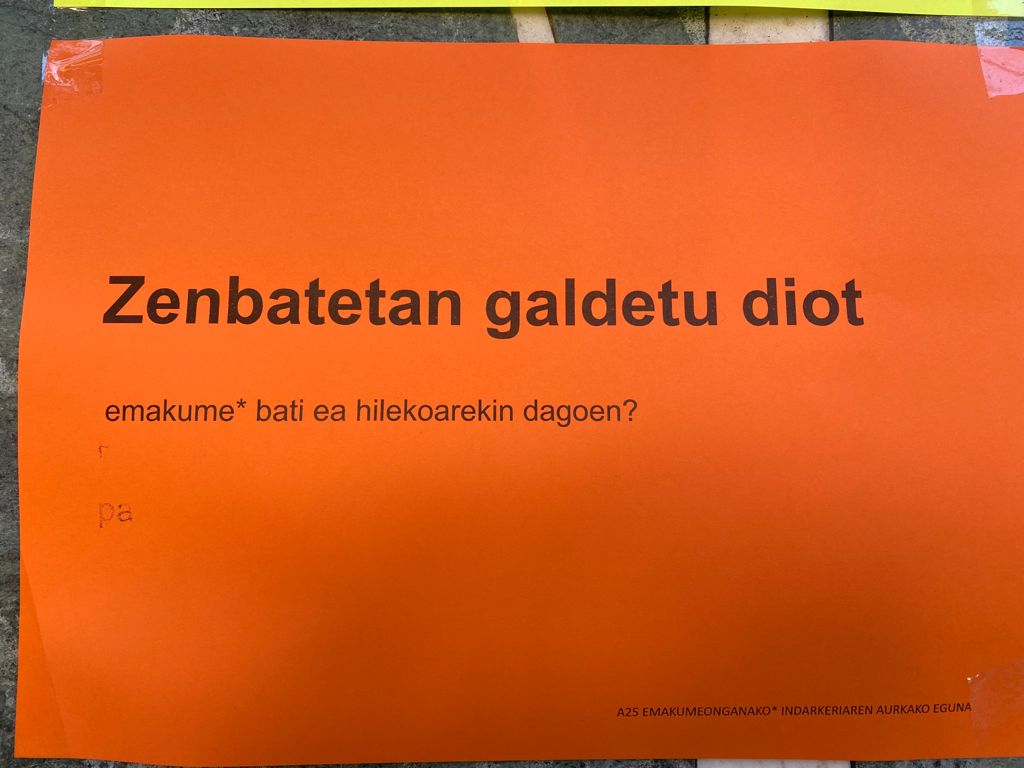 Zenbatetan galdetu diot
emakume* bati ea hilekoarekin dagoen?
pa
A25 EMAKUMEONGANAKO* INDARKERIAREN AURKAKO EGUNA